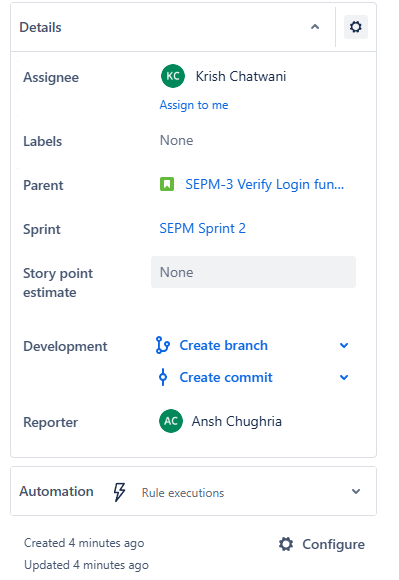 Details
Assignee
KC Krish Chatwani
Assign to me
Labels
None
Parent
SEPM-3 Verify Login fun...
Sprint
SEPM Sprint 2
Story point
estimate
None
Development
Create branch
Create commit
Reporter
AC Ansh Chughria
Automation
Rule executions
Created 4 minutes ago
Configure
Updated 4 minutes ago